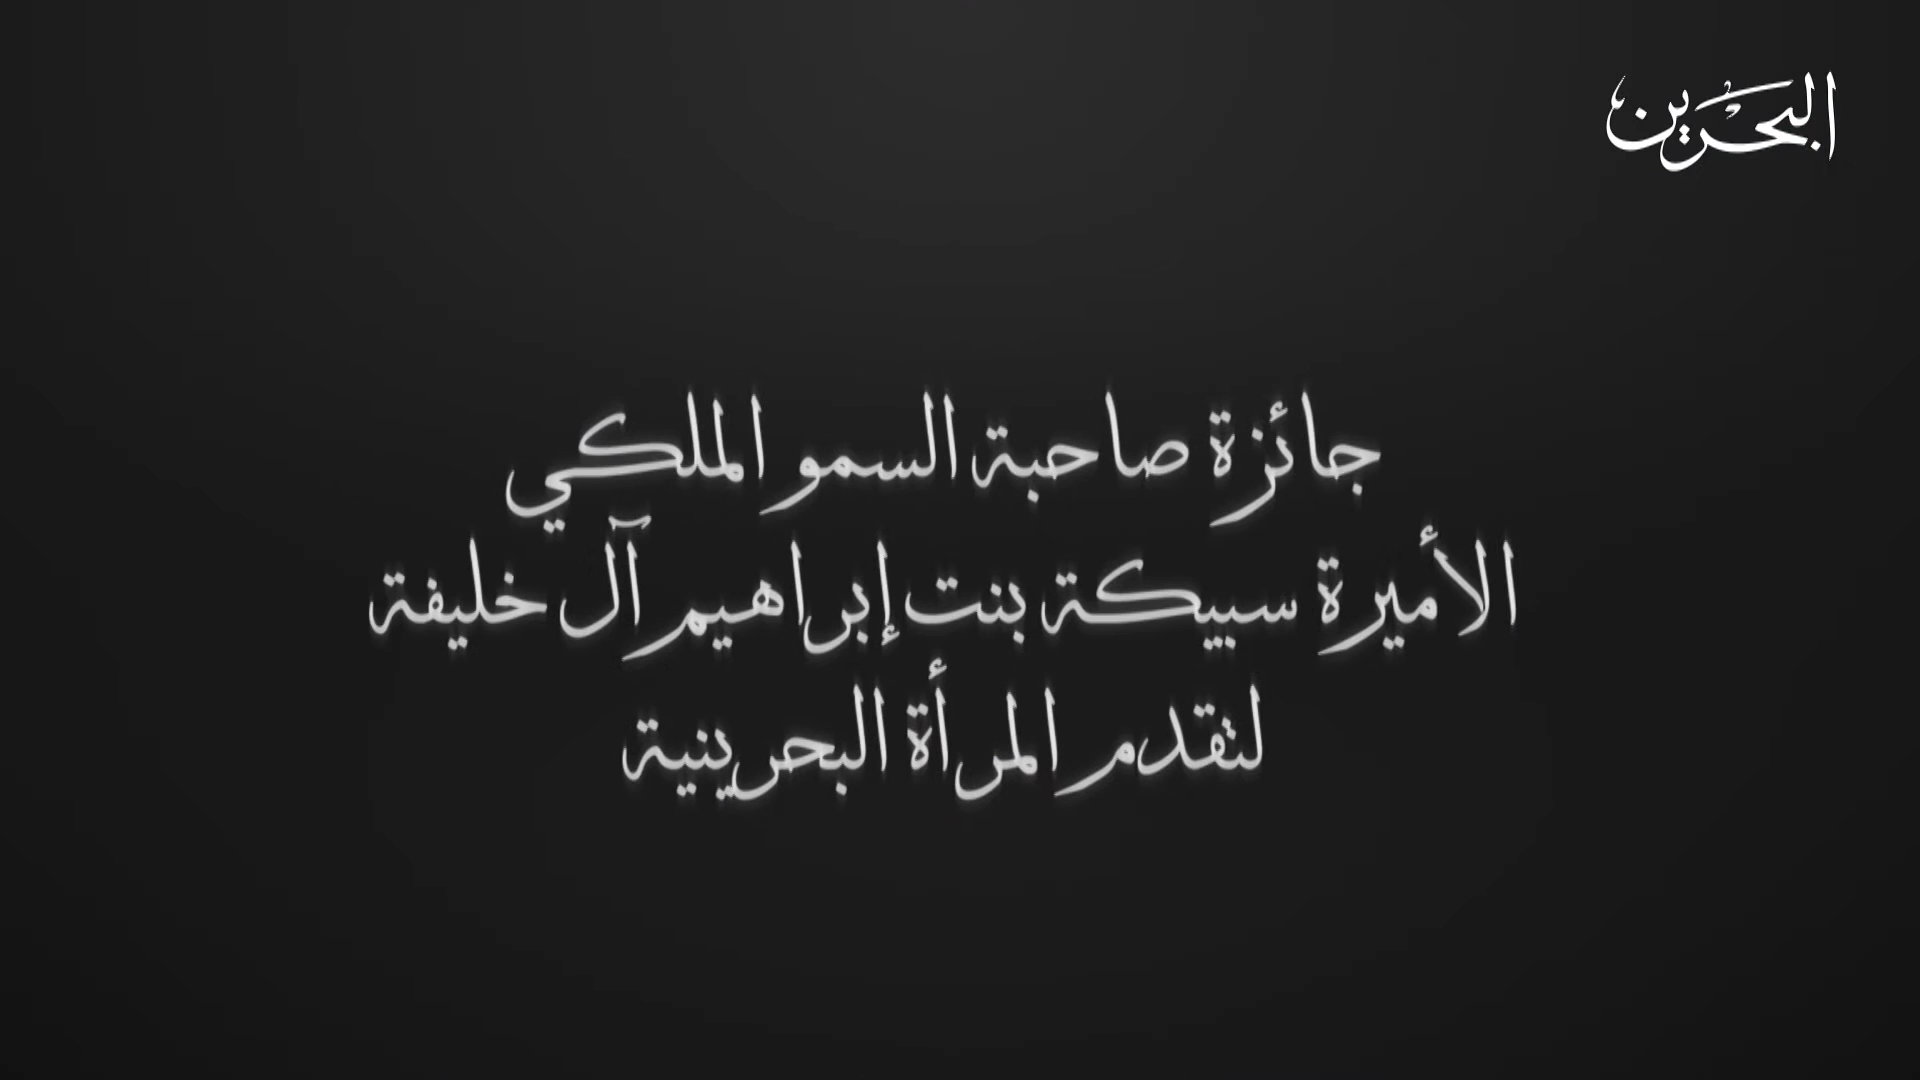 البحرين
جائزة صاحبة السمو الملكي
الأميرة سبيكة بنت إبراهيم آل خليفة
لتقدم المرأة البحرينية